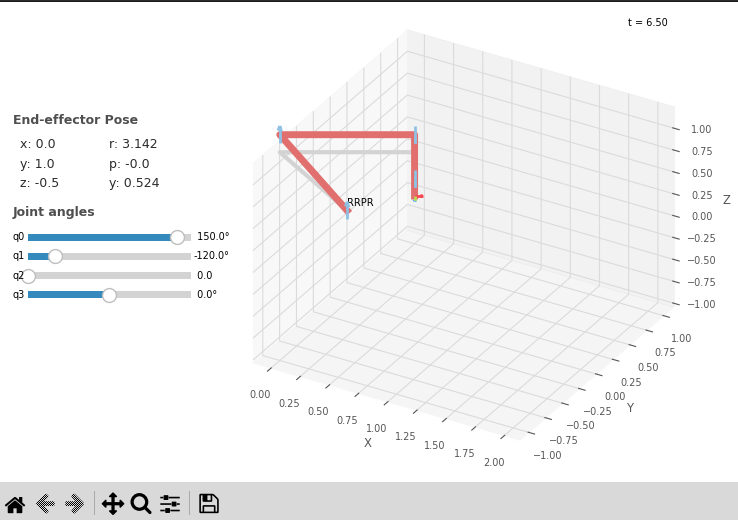 t = 6.50
End-effector Pose
x: 0.0 r: 3.142
y: 1.0 p: -0.0
z: -0.5 y: 0.524
Joint angles
q0 150.0°
q1 -120.0°
q2 0.0
q3 0.0°
RRPR
1.00
0.75
0.50
0.25
0.00
−0.25
−0.50
−0.75
−1.00
Z
1.00
0.75
0.50
0.25
0.00
−0.25
−0.50
−0.75
−1.00
Y
0.00
0.25
0.50
0.75
1.00
1.25
1.50
1.75
2.00
X